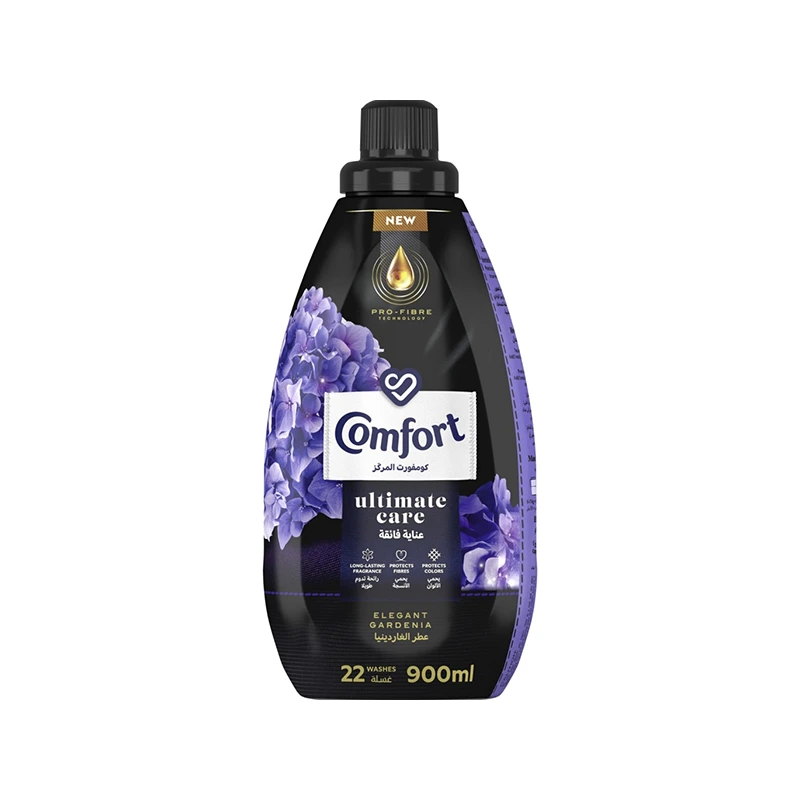 NEW
PRO-FIBRE
TECHNOLOGY
Comfort
كومفورت المركز
ultimate
care
عناية فائقة
LONG-LASTING FRAGRANCE
رائحة تدوم طويلا
PROTECTS FIBRES
يحمي الأنسجة
PROTECTS COLORS
يحمي الألوان
ELEGANT
GARDENIA
عطر الغاردينيا
22 WASHES غسلة 900ml